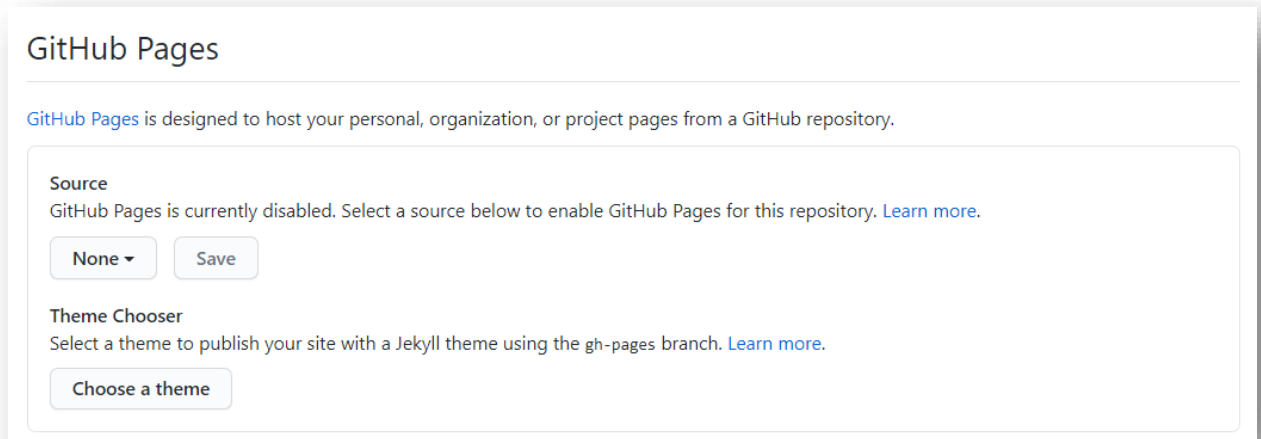 GitHub Pages
GitHub Pages is designed to host your personal, organization, or project pages from a GitHub repository.
Source
GitHub Pages is currently disabled. Select a source below to enable GitHub Pages for this repository. Learn more.
None Save
Theme Chooser
Select a theme to publish your site with a Jekyll theme using the gh-pages branch. Learn more.
Choose a theme